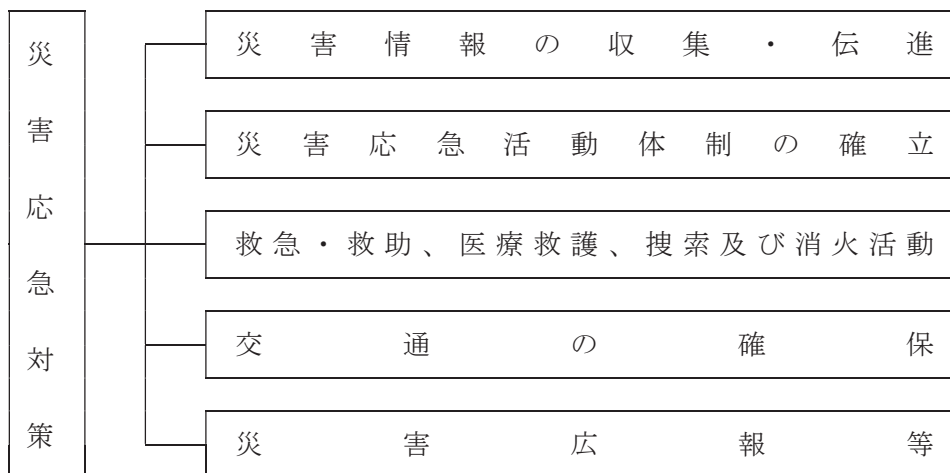 災害応急対策
災害情報の収集・伝進
災害応急活動体制の確立
救急・救助、医療救護、捜索及び消火活動
交通の確保
災害広報等